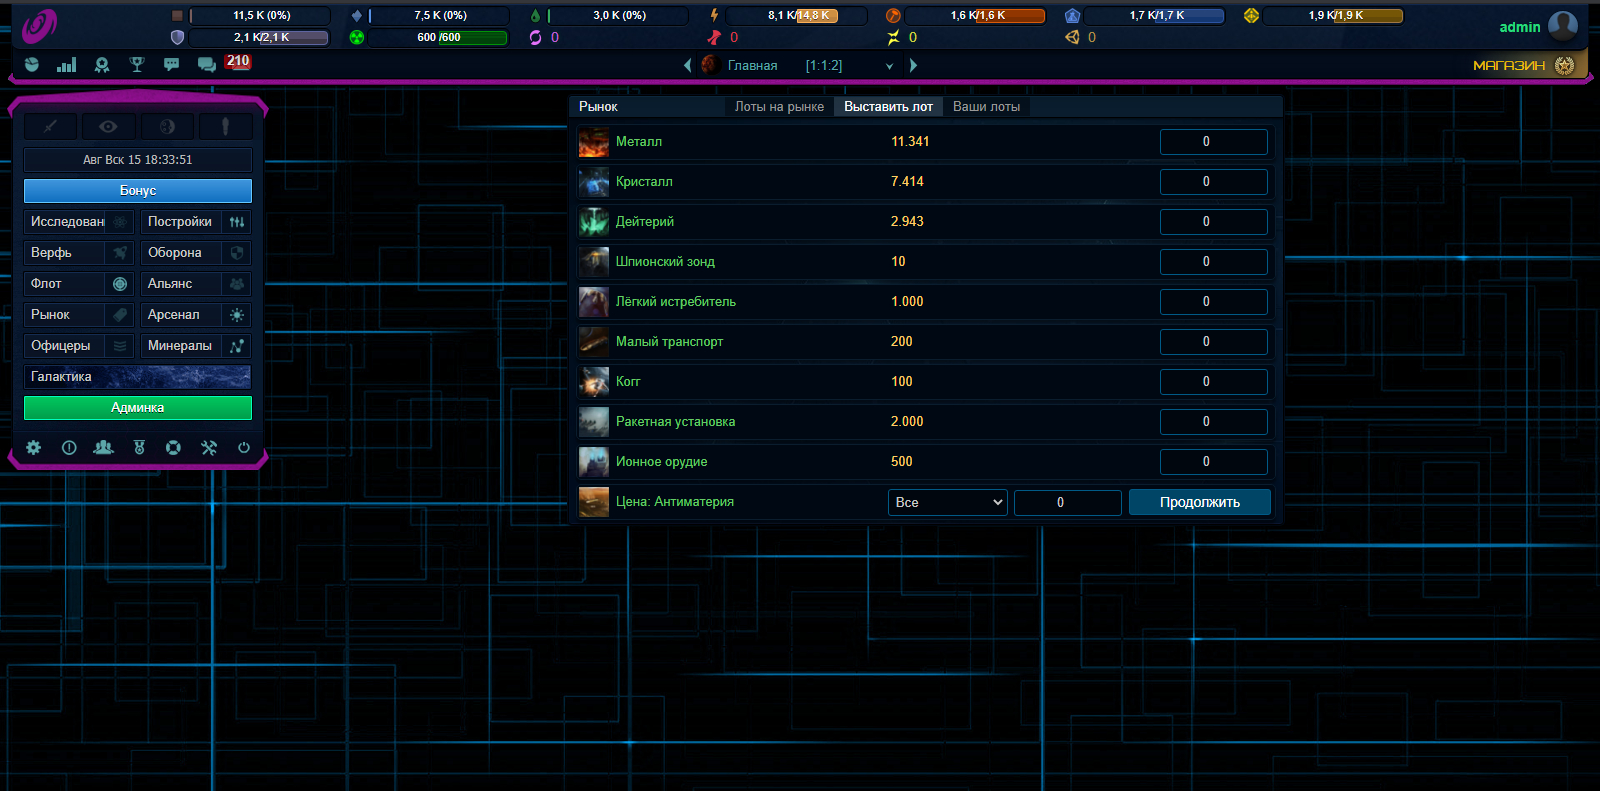 11,5 K (0%)
7,5 K (0%)
3,0 K (0%)
8,1 K/14,8 K
1,6 K/1,6 K
1,7 K/1,7 K
1,9 K/1,9 K
2,1 K/2,1 K
600 /600
0
0
0
0
admin
210
Главная [1:1:2]
МАГАЗИН
Авг Вск 15 18:33:51
Бонус
Исследован
Постройки
Верфь
Оборона
Флот
Альянс
Рынок
Арсенал
Офицеры
Минералы
Галактика
Админка
Рынок
Лоты на рынке
Выставить лот
Ваши лоты
Металл 11.341 0
Кристалл 7.414 0
Дейтерий 2.943 0
Шпионский зонд 10 0
Лёгкий истребитель 1.000 0
Малый транспорт 200 0
Когг 100 0
Ракетная установка 2.000 0
Ионное орудие 500 0
Цена: Антиматерия Все 0 Продолжить